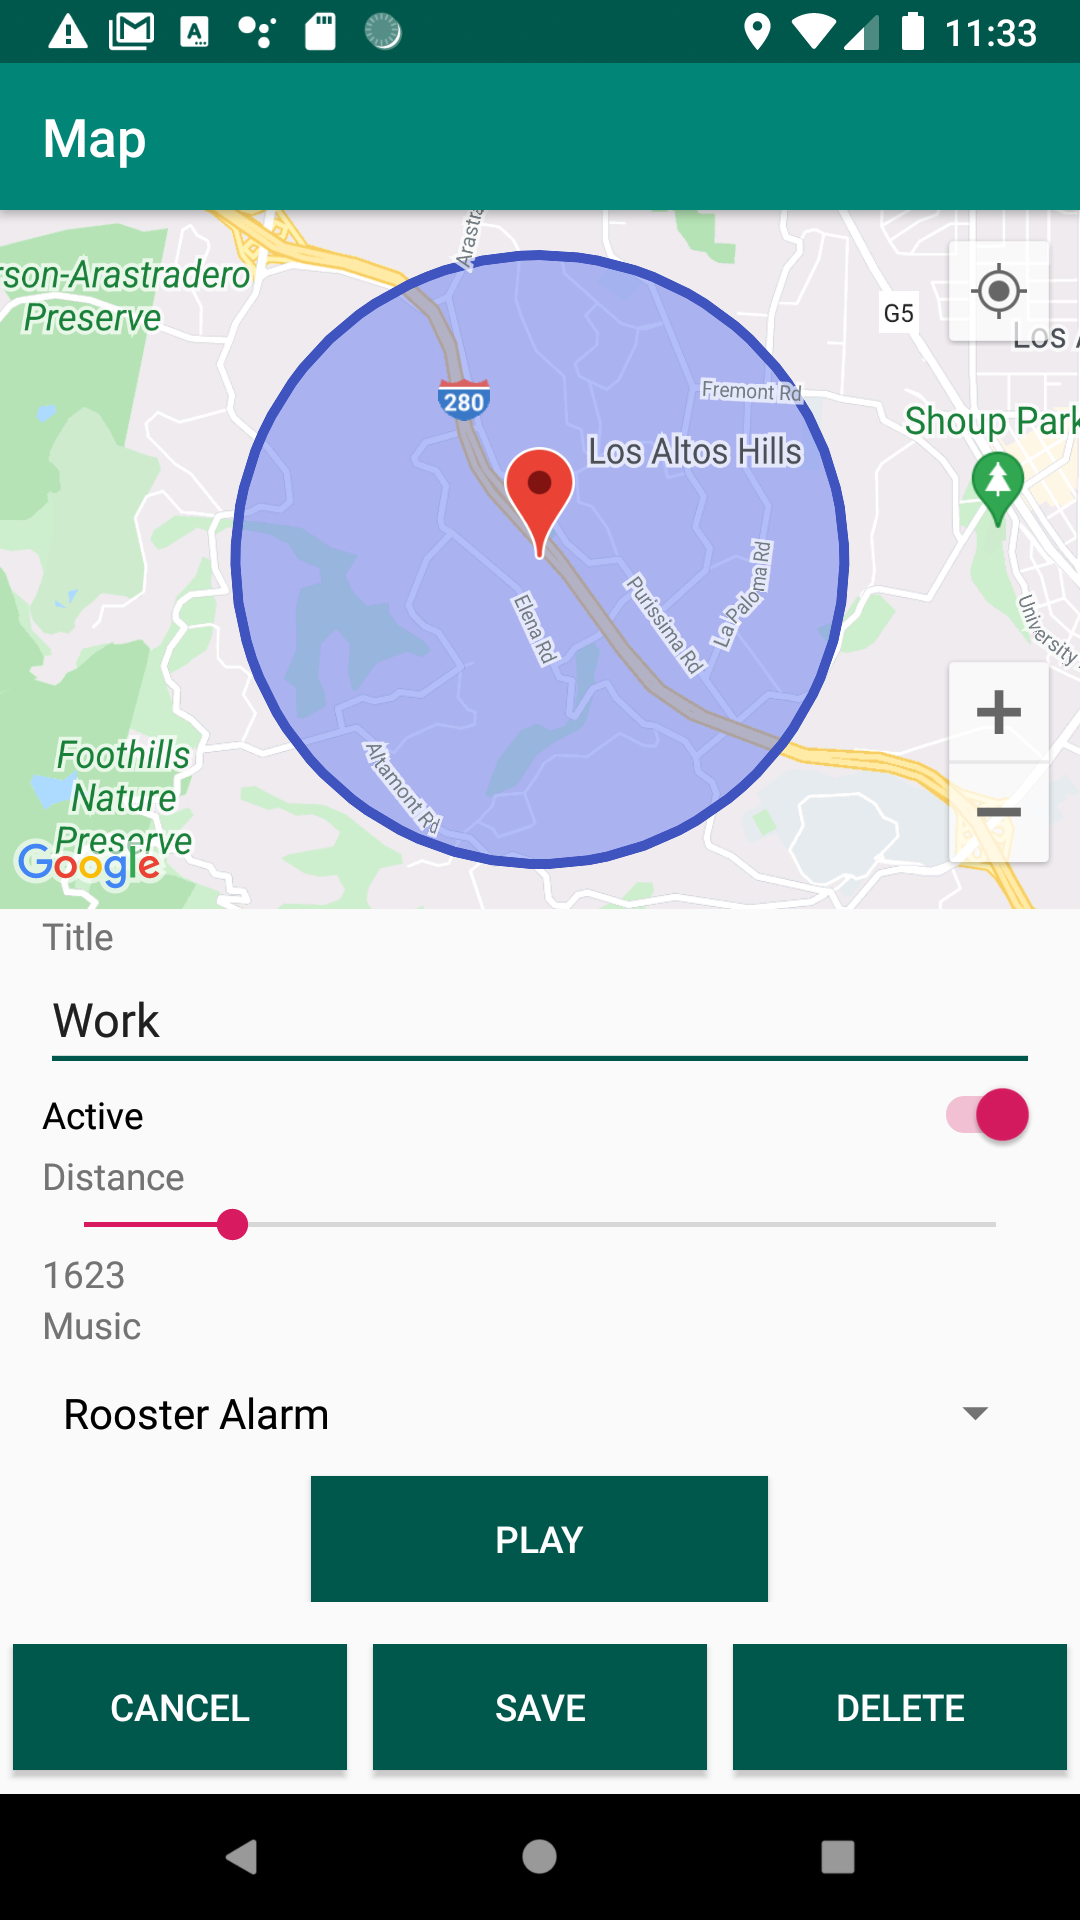 11:33
Map
Arastra
rson-Arastradero
Preserve
G5
Los A
280
Fremont Rd
Shoup Park
Los Altos Hills
La Paloma Rd
Purissima Rd
Elena Rd
University
Foothills
Nature
Preserve
Altamont Rd
Google
Title
Work
Active
Distance
1623
Music
Rooster Alarm
PLAY
CANCEL SAVE DELETE